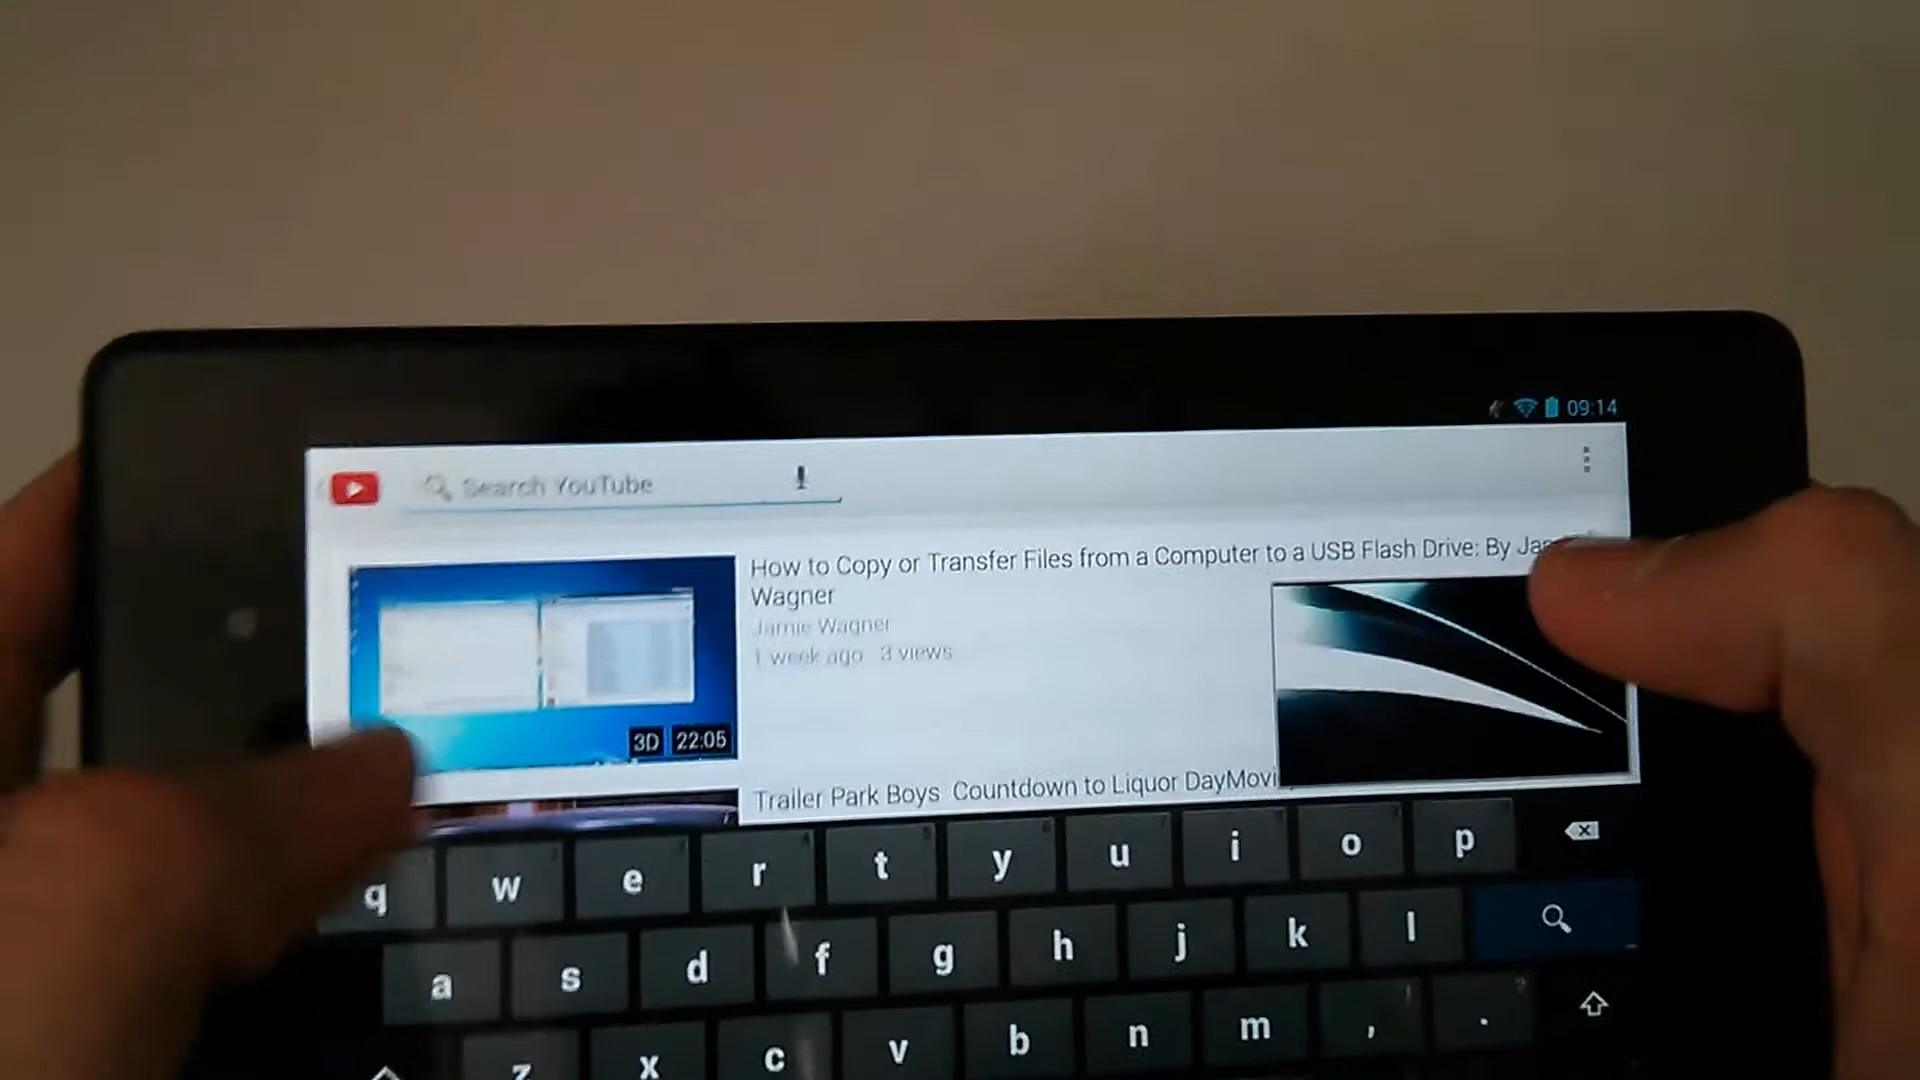 09:14
Search YouTube
How to Copy or Transfer Files from a Computer to a USB Flash Drive: By
Wagner
Jamie Wagner
1 week ago 3 views
3D 22:05
Trailer Park Boys Countdown to Liquor DayMovi
q w e r t y u i o p
a s d f g h j k l
z x c v b n m , .